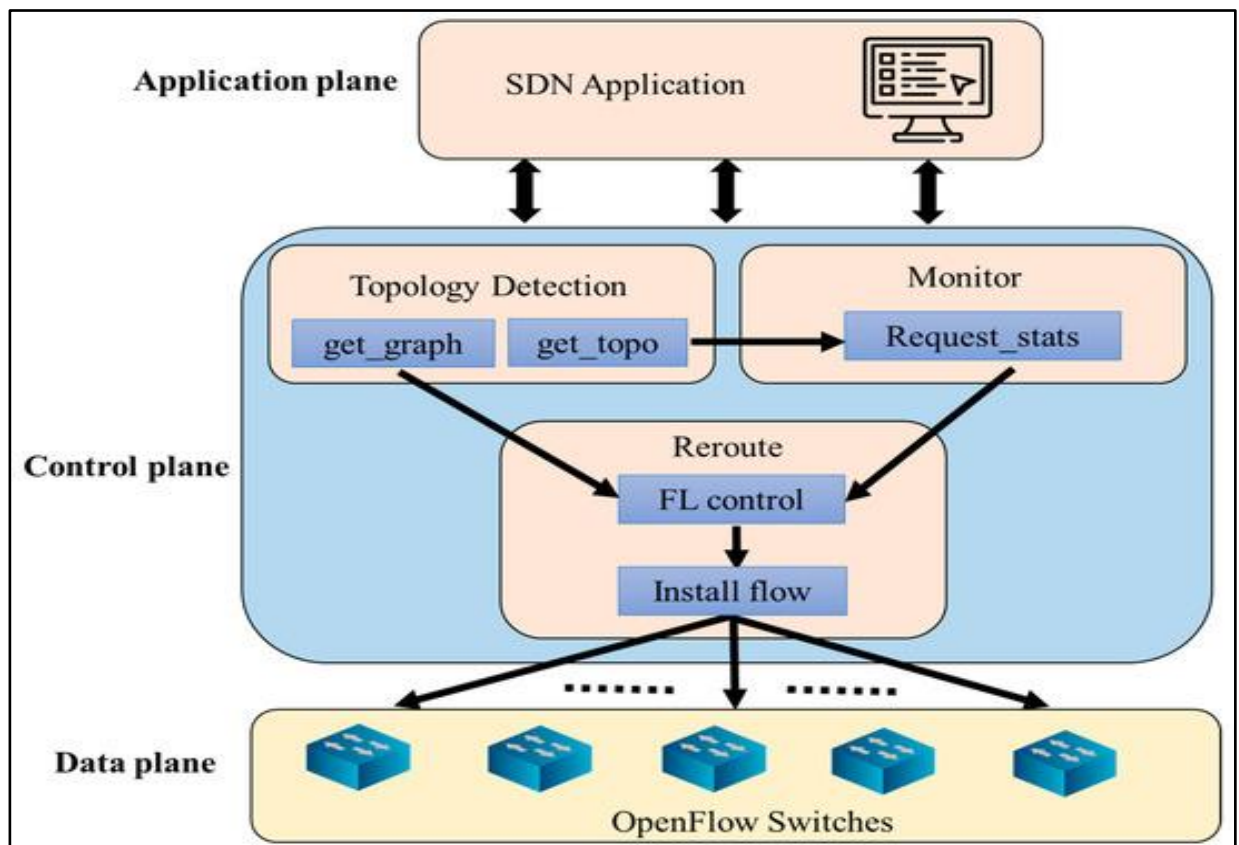 Application plane
SDN Application
Topology Detection
Monitor
get_graph
get_topo
Request_stats
Control plane
Reroute
FL control
Install flow
Data plane
OpenFlow Switches